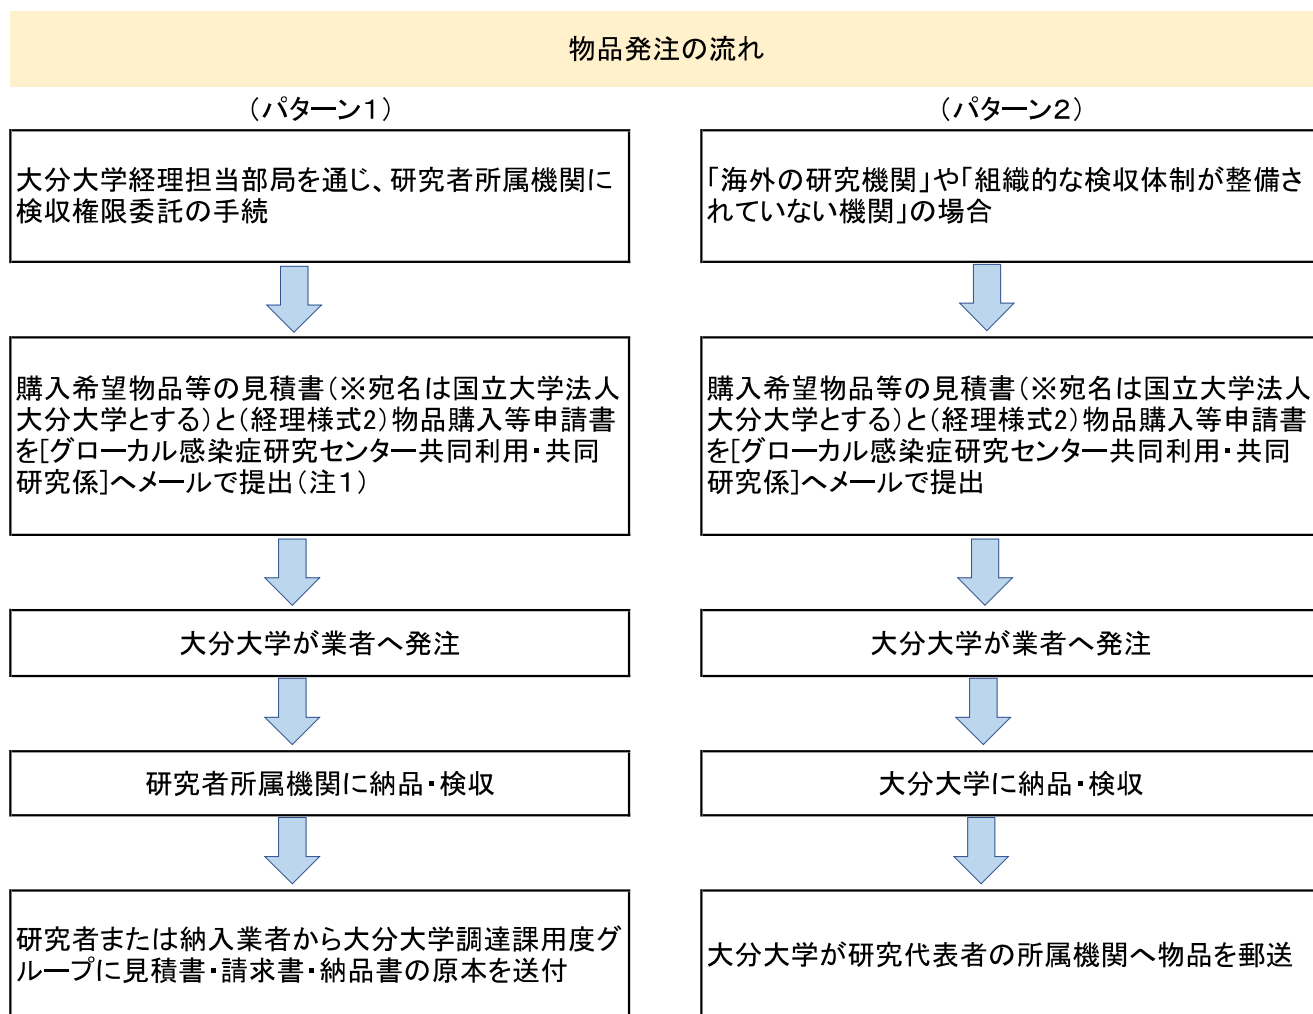 物品発注の流れ
（パターン１）
大分大学経理担当部局を通じ、研究者所属機関に
検収権限委託の手続
購入希望物品等の見積書（※宛名は国立大学法人
大分大学とする）と（経理様式2）物品購入等申請書
を[グローカル感染症研究センター共同利用・共同
研究係]へメールで提出（注１）
大分大学が業者へ発注
研究者所属機関に納品・検収
研究者または納入業者から大分大学調達課用度グ
ループに見積書・請求書・納品書の原本を送付
（パターン２）
「海外の研究機関」や「組織的な検収体制が整備さ
れていない機関」の場合
購入希望物品等の見積書（※宛名は国立大学法人
大分大学とする）と（経理様式2）物品購入等申請書
を[グローカル感染症研究センター共同利用・共同
研究係]へメールで提出
大分大学が業者へ発注
大分大学に納品・検収
大分大学が研究代表者の所属機関へ物品を郵送